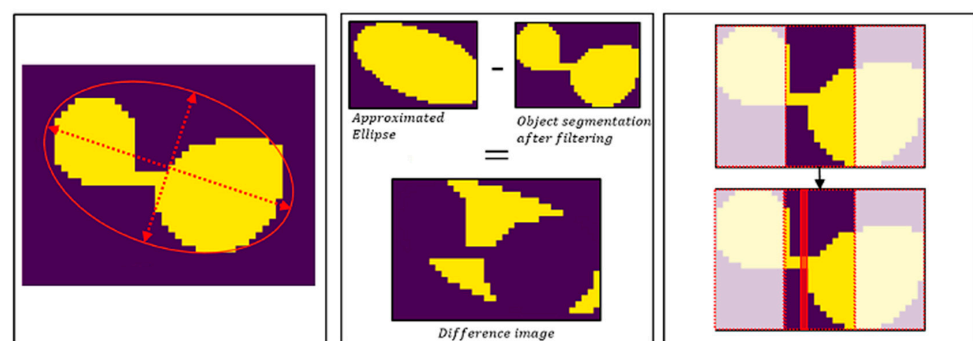 Approximated
Ellipse
-
Object segmentation
after filtering
=
Difference image